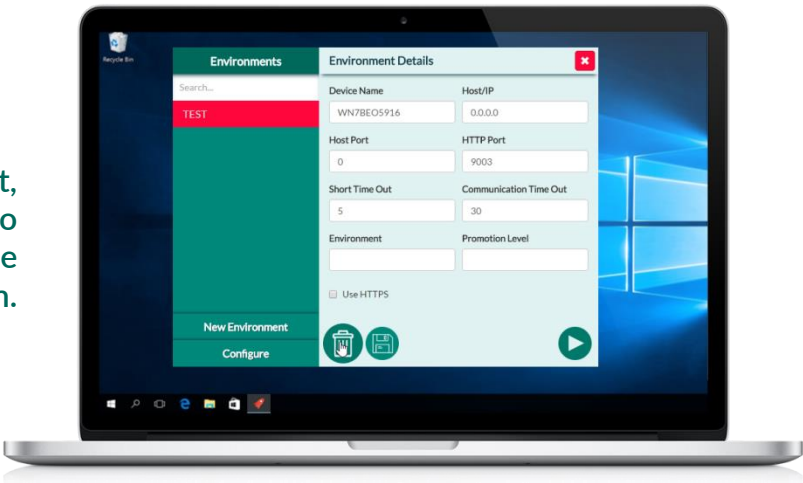 t,
o
e
n.
Recycle Bin
Environments
Search...
TEST
New Environment
Configure
Environment Details
Device Name Host/IP
WN7BEO5916 0.0.0.0
Host Port HTTP Port
0 9003
Short Time Out Communication Time Out
5 30
Environment Promotion Level
Use HTTPS